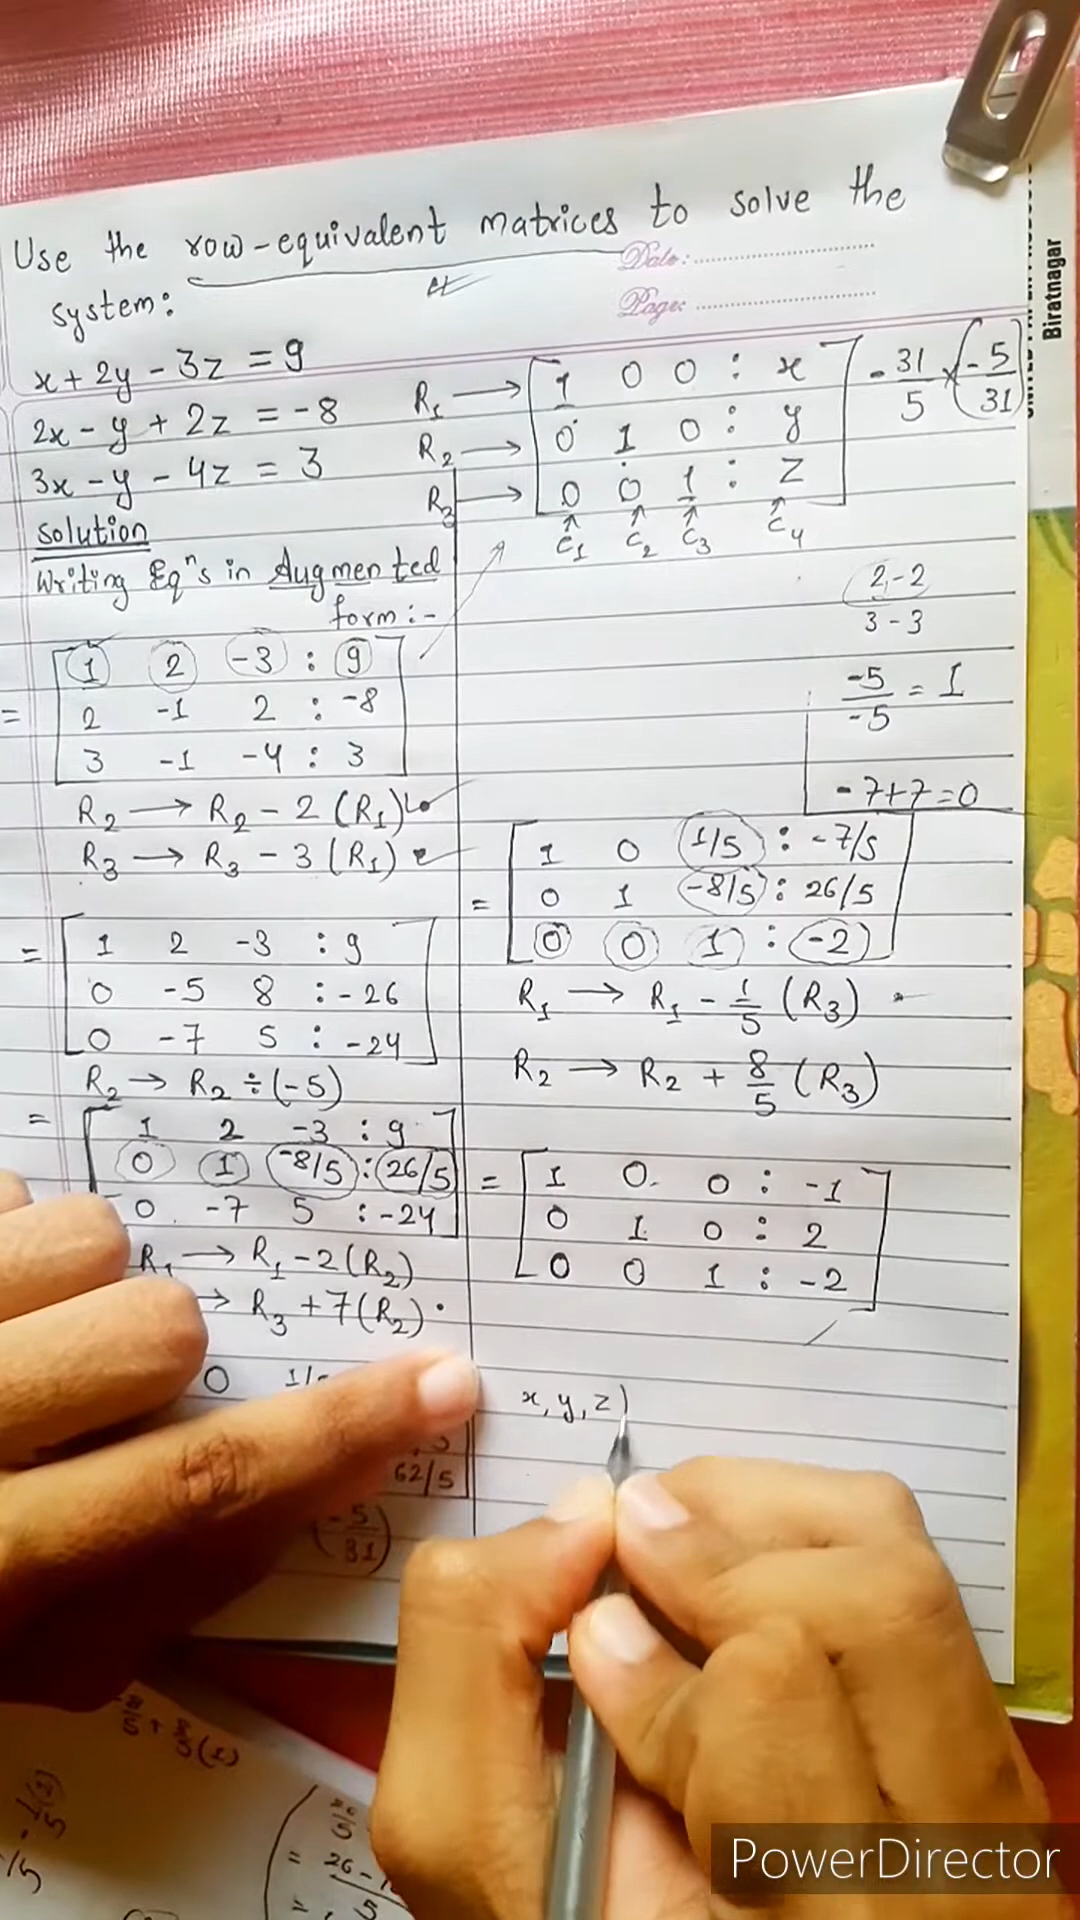 Use the row-equivalent matrices to solve the
system:
Date:
Page:
Biratnagar
x + 2y - 3z = 9
2x - y + 2z = -8
3x - y - 4z = 3
Solution
Writing Eqⁿs in Augmented
form :-
= [ 1 2 -3 : 9
2 -1 2 : -8
3 -1 -4 : 3 ]
R₂ → R₂ - 2 (R₁)
R₃ → R₃ - 3 (R₁)
= [ 1 2 -3 : 9
0 -5 8 : -26
0 -7 5 : -24 ]
R₂ → R₂ ÷ (-5)
= [ 1 2 -3 : 9
0 1 -8/5 : 26/5
0 -7 5 : -24 ]
R₁ → R₁ - 2 (R₂)
→ R₃ + 7 (R₂)
0
62/5
(-5/31)
R₁ → [ 1 0 0 : x
R₂ → 0 1 0 : y
R₃ → 0 0 1 : z ]
C₁ C₂ C₃ C₄
-31/5 × (-5/31)
2 - 2
3 - 3
-5/-5 = 1
-7+7=0
= [ 1 0 1/5 : -7/5
0 1 -8/5 : 26/5
0 0 1 : -2 ]
R₁ → R₁ - 1/5 (R₃)
R₂ → R₂ + 8/5 (R₃)
= [ 1 0 0 : -1
0 1 0 : 2
0 0 1 : -2 ]
x, y, z)
PowerDirector